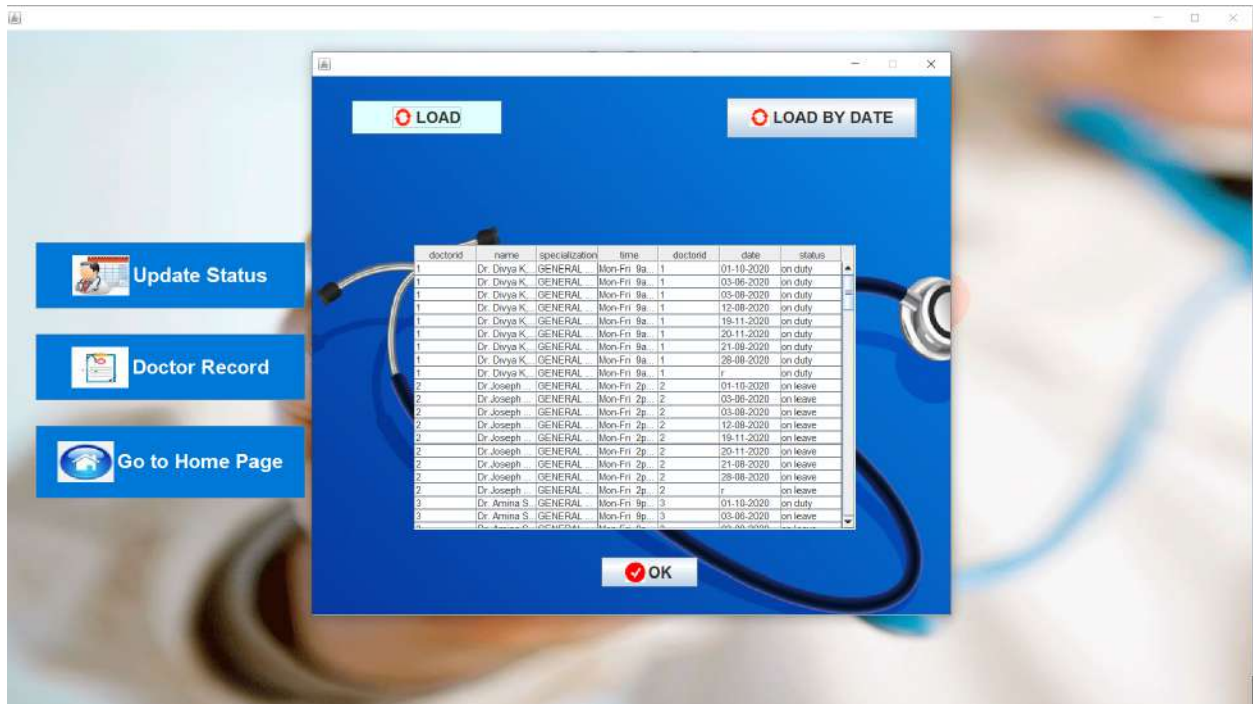 LOAD
LOAD BY DATE
Update Status
Doctor Record
Go to Home Page
doctorid name specialization time doctorid date status
1 Dr. Divya K,... GENERAL ... Mon-Fri 9a... 1 01-10-2020 on duty
1 Dr. Divya K,... GENERAL ... Mon-Fri 9a... 1 03-06-2020 on duty
1 Dr. Divya K,... GENERAL ... Mon-Fri 9a... 1 03-08-2020 on duty
1 Dr. Divya K,... GENERAL ... Mon-Fri 9a... 1 12-08-2020 on duty
1 Dr. Divya K,... GENERAL ... Mon-Fri 9a... 1 19-11-2020 on duty
1 Dr. Divya K,... GENERAL ... Mon-Fri 9a... 1 20-11-2020 on duty
1 Dr. Divya K,... GENERAL ... Mon-Fri 9a... 1 21-08-2020 on duty
1 Dr. Divya K,... GENERAL ... Mon-Fri 9a... 1 28-08-2020 on duty
1 Dr. Divya K,... GENERAL ... Mon-Fri 9a... 1 r on duty
2 Dr.Joseph ... GENERAL ... Mon-Fri 2p... 2 01-10-2020 on leave
2 Dr.Joseph ... GENERAL ... Mon-Fri 2p... 2 03-06-2020 on leave
2 Dr.Joseph ... GENERAL ... Mon-Fri 2p... 2 03-08-2020 on leave
2 Dr.Joseph ... GENERAL ... Mon-Fri 2p... 2 12-08-2020 on leave
2 Dr.Joseph ... GENERAL ... Mon-Fri 2p... 2 19-11-2020 on leave
2 Dr.Joseph ... GENERAL ... Mon-Fri 2p... 2 20-11-2020 on leave
2 Dr.Joseph ... GENERAL ... Mon-Fri 2p... 2 21-08-2020 on leave
2 Dr.Joseph ... GENERAL ... Mon-Fri 2p... 2 28-08-2020 on leave
2 Dr.Joseph ... GENERAL ... Mon-Fri 2p... 2 r on leave
3 Dr. Amina S... GENERAL ... Mon-Fri 9p... 3 01-10-2020 on duty
3 Dr. Amina S... GENERAL ... Mon-Fri 9p... 3 03-06-2020 on leave
OK